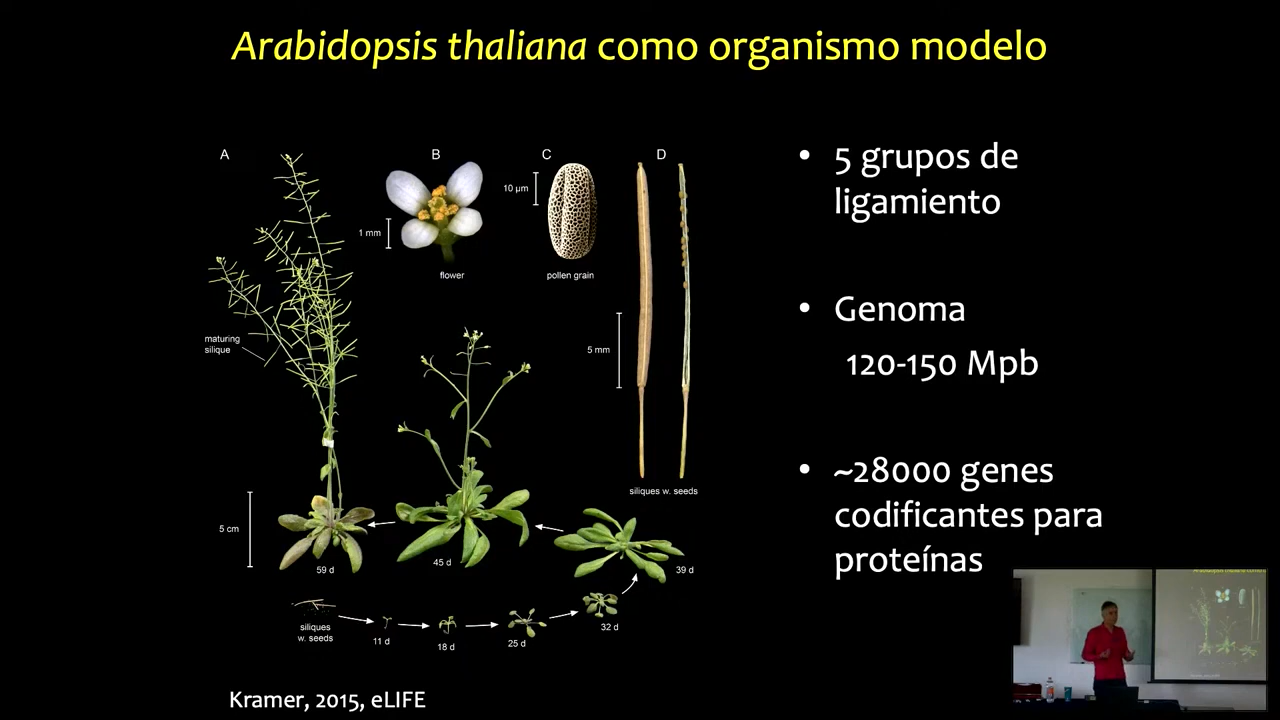 Arabidopsis thaliana como organismo modelo
A
B
C
D
10 µm
1 mm
flower
pollen grain
maturing
silique
5 mm
siliques w. seeds
5 cm
59 d
45 d
39 d
siliques
w. seeds
11 d
18 d
25 d
32 d
• 5 grupos de
ligamiento
• Genoma
120-150 Mpb
• ~28000 genes
codificantes para
proteínas
Kramer, 2015, eLIFE